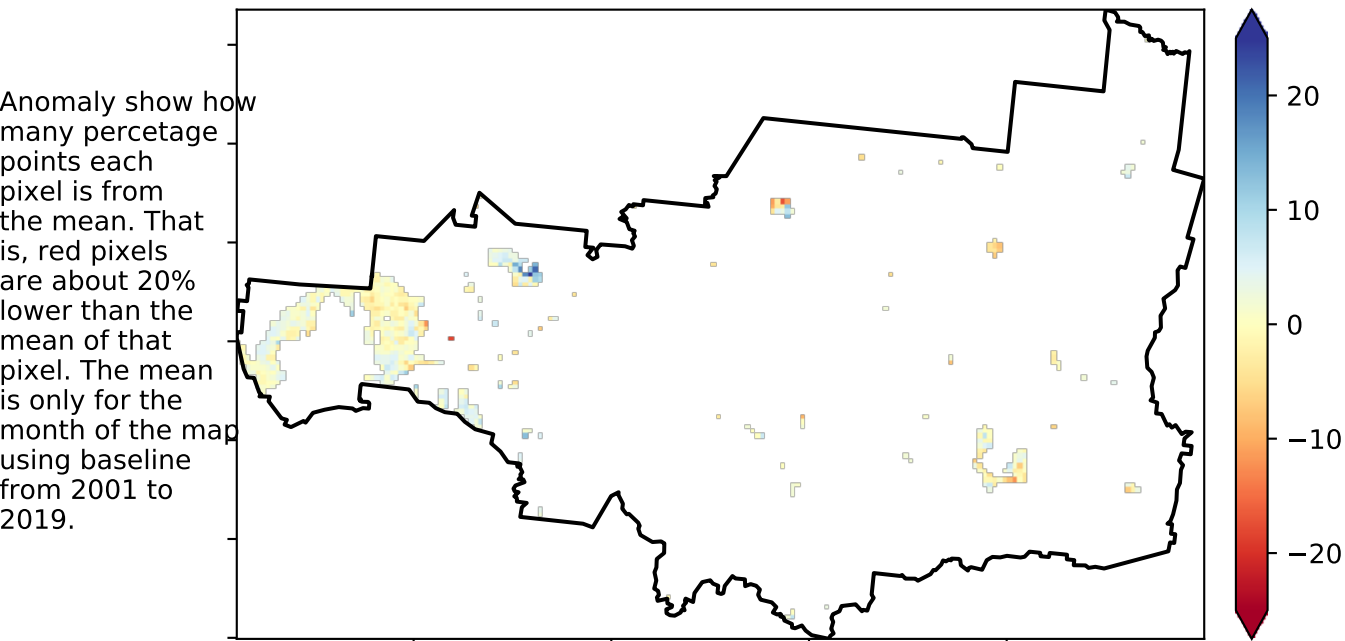 Anomaly show how
many percetage
points each
pixel is from
the mean. That
is, red pixels
are about 20%
lower than the
mean of that
pixel. The mean
is only for the
month of the map
using baseline
from 2001 to
2019.
20
10
0
−10
−20